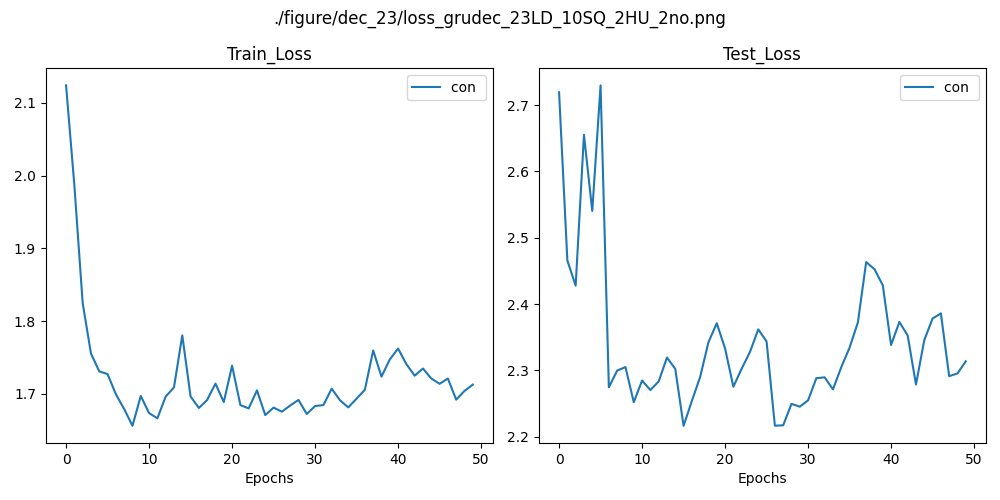 ./figure/dec_23/loss_grudec_23LD_10SQ_2HU_2no.png
Train_Loss
Test_Loss
con
con
2.1
2.0
1.9
1.8
1.7
2.7
2.6
2.5
2.4
2.3
2.2
0 10 20 30 40 50
0 10 20 30 40 50
Epochs
Epochs